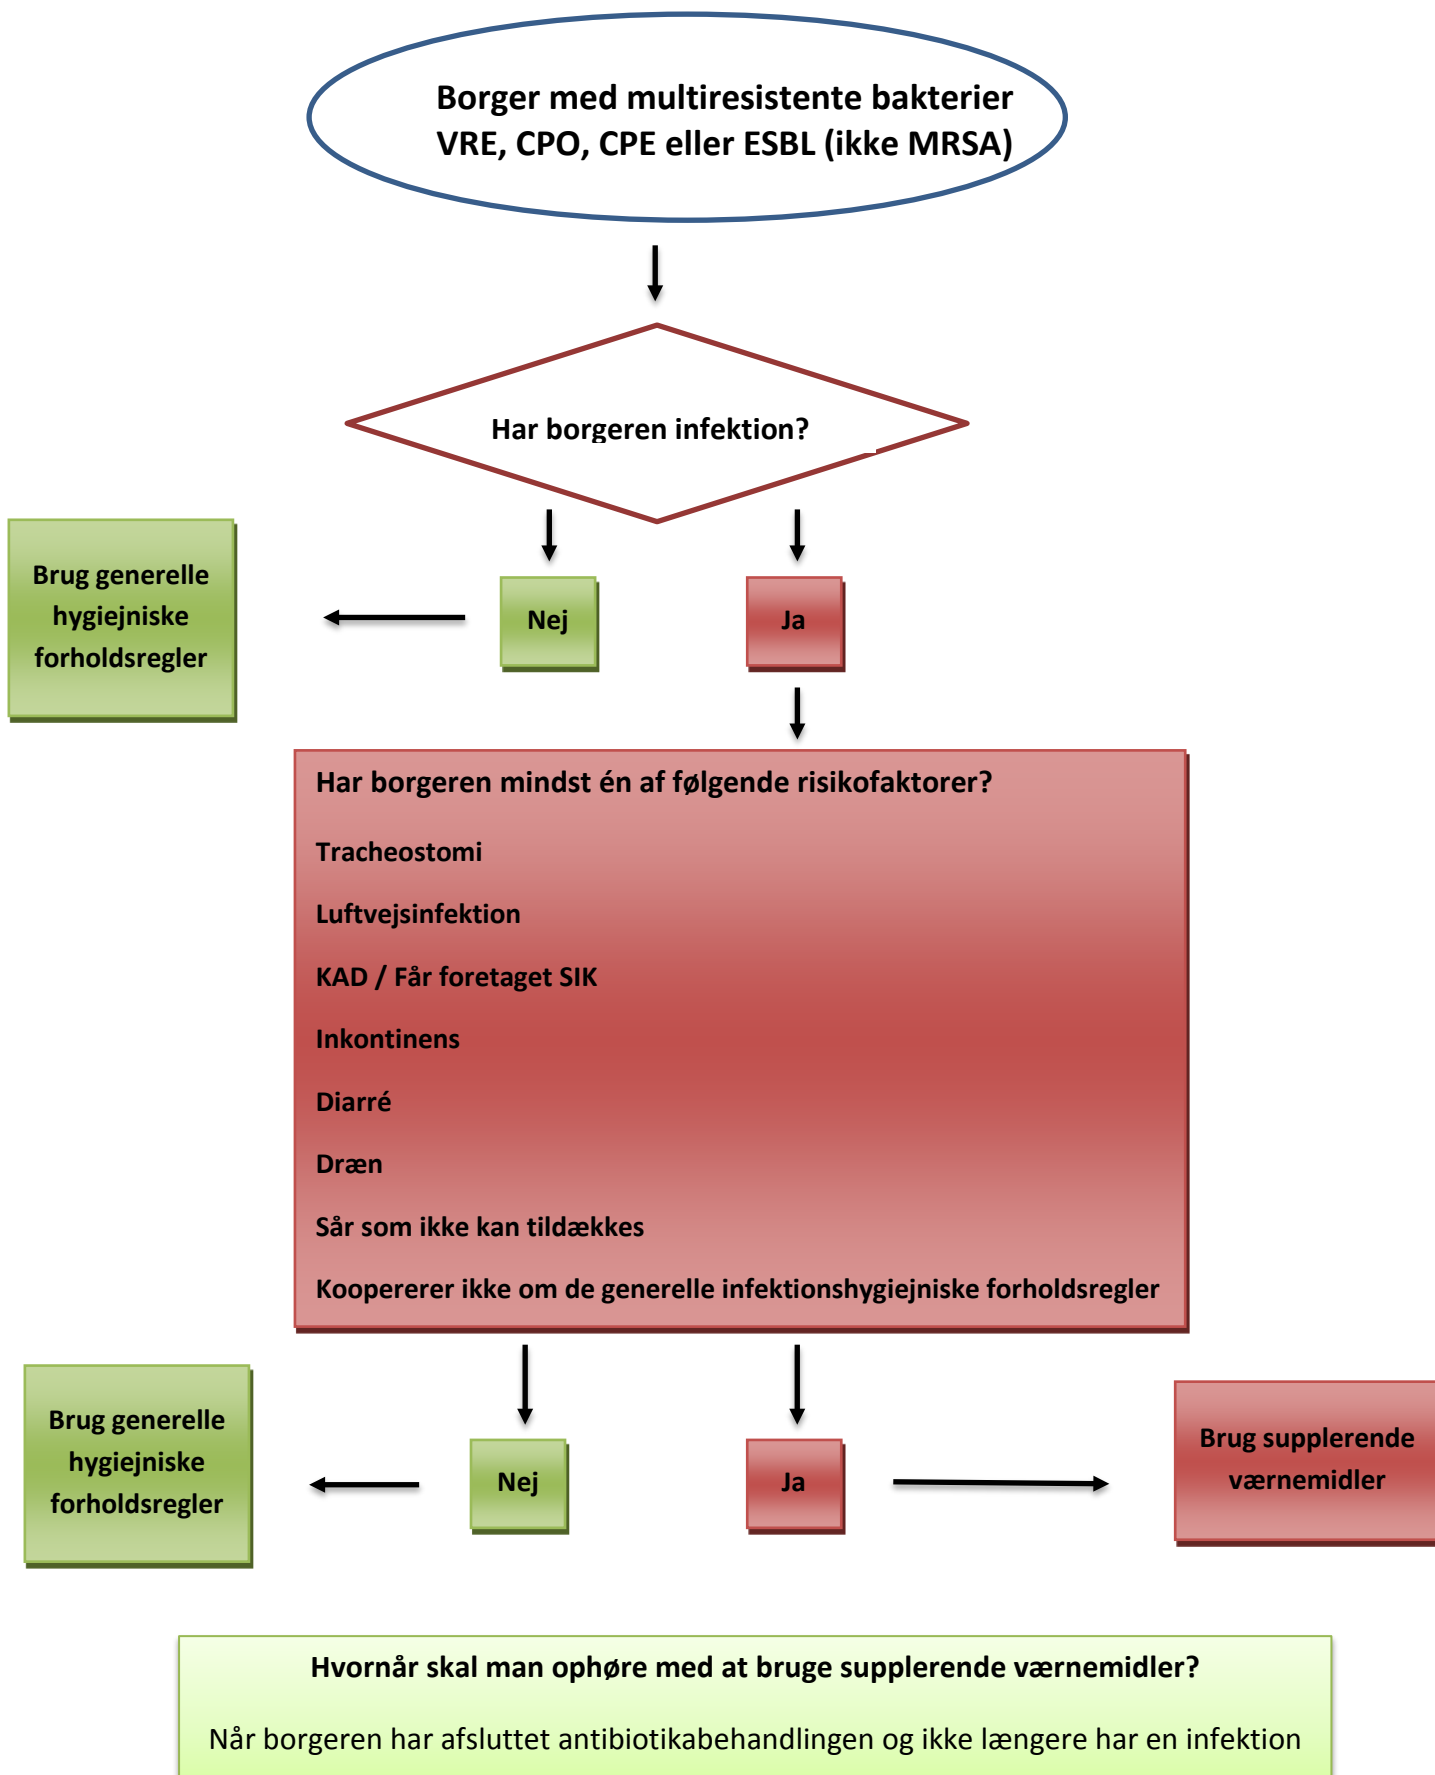 Borger med multiresistente bakterier
VRE, CPO, CPE eller ESBL (ikke MRSA)
Har borgeren infektion?
Brug generelle
hygiejniske
forholdsregler
Nej
Ja
Har borgeren mindst én af følgende risikofaktorer?
Tracheostomi
Luftvejsinfektion
KAD / Får foretaget SIK
Inkontinens
Diarré
Dræn
Sår som ikke kan tildækkes
Koopererer ikke om de generelle infektionshygiejniske forholdsregler
Brug generelle
hygiejniske
forholdsregler
Nej
Ja
Brug supplerende
værnemidler
Hvornår skal man ophøre med at bruge supplerende værnemidler?
Når borgeren har afsluttet antibiotikabehandlingen og ikke længere har en infektion